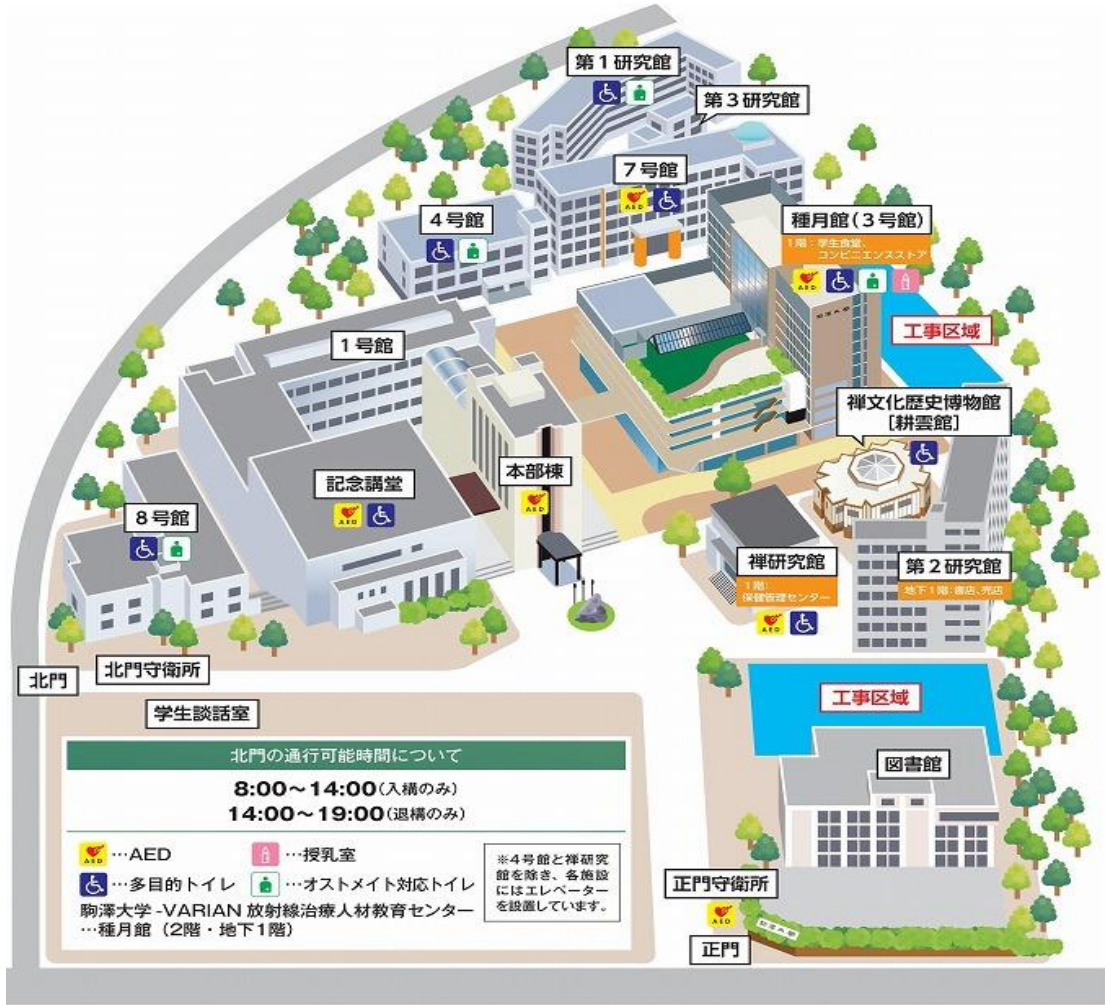 第1研究館
第3研究館
7号館
AED
4号館
種月館(3号館)
1階:学生食堂、
コンビニエンスストア
AED
工事区域
1号館
禅文化歴史博物館
[耕雲館]
本部棟
AED
記念講堂
AED
8号館
禅研究館
1階:
保健管理センター
AED
第2研究館
地下1階:書店、売店
北門守衛所
北門
学生談話室
工事区域
図書館
北門の通行可能時間について
8:00~14:00(入構のみ)
14:00~19:00(退構のみ)
AED…AED
…授乳室
…多目的トイレ
…オストメイト対応トイレ
駒澤大学-VARIAN 放射線治療人材教育センター
…種月館(2階・地下1階)
※4号館と禅研究
館を除き、各施設
にはエレベーター
を設置しています。
正門守衛所
AED
正門